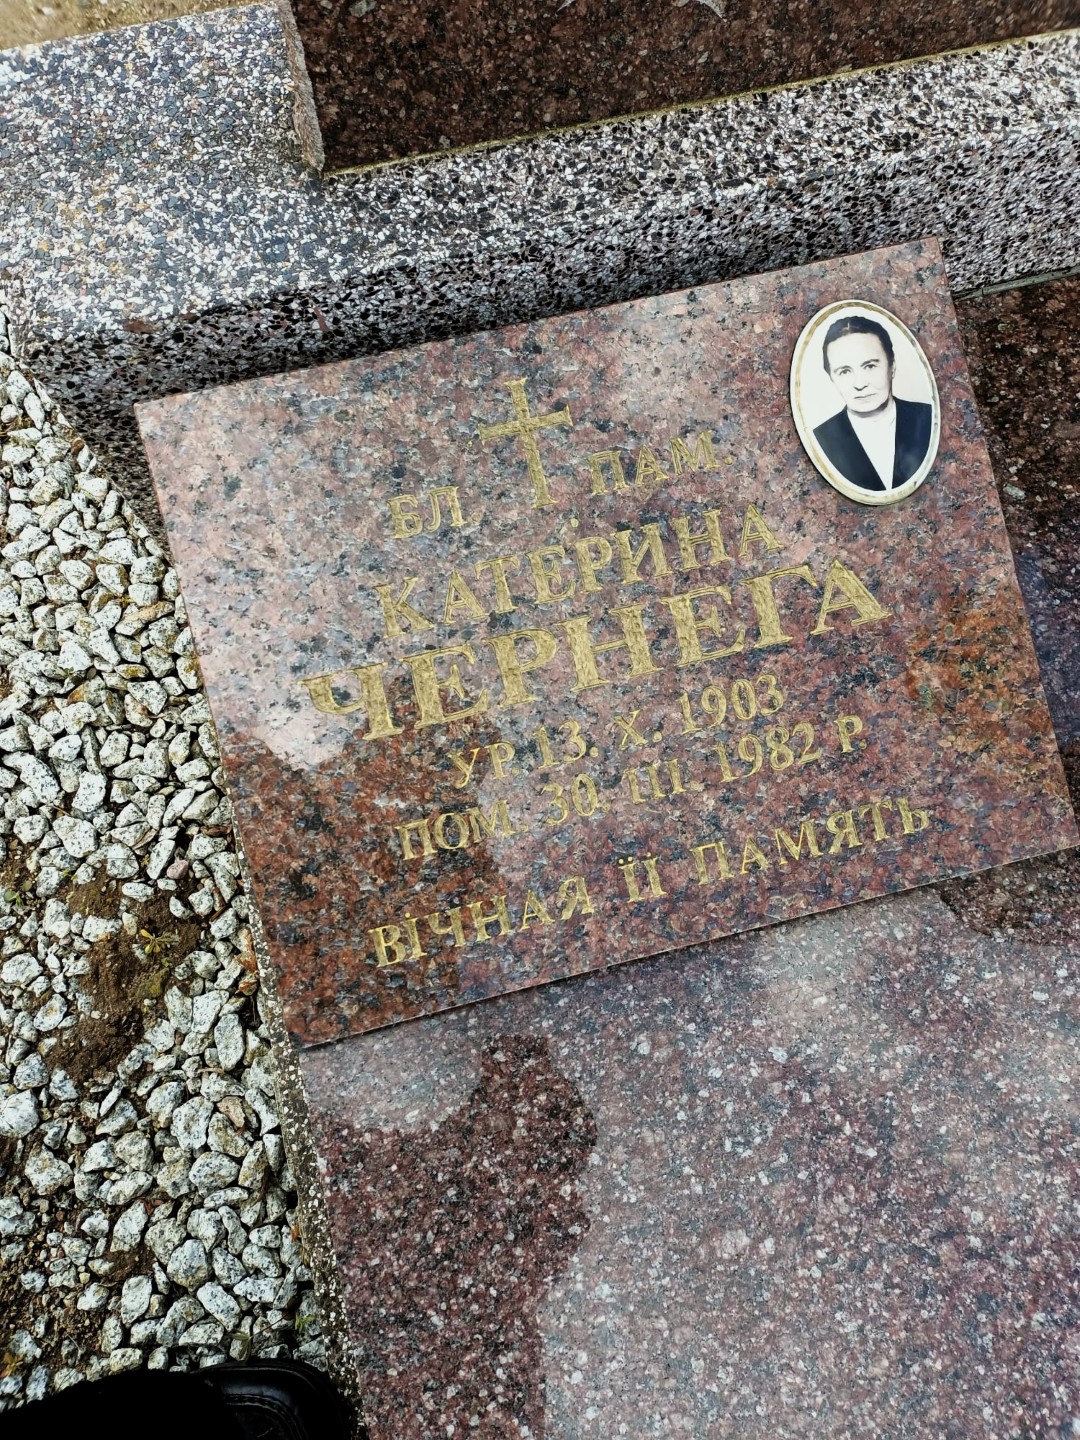 БЛ. ПАМ.
КАТЕРИНА
ЧЕРНЕГА
УР. 13. X. 1903
ПОМ. 30. III. 1982 Р.
ВІЧНАЯ ЇЇ ПАМЯТЬ